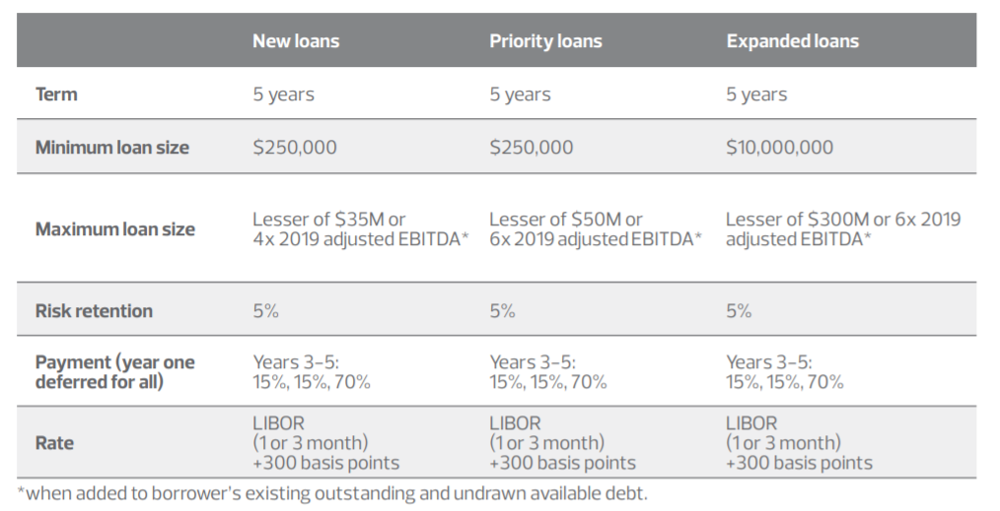 New loans Priority loans Expanded loans
Term 5 years 5 years 5 years
Minimum loan size $250,000 $250,000 $10,000,000
Maximum loan size
Lesser of $35M or
4x 2019 adjusted EBITDA*
Lesser of $50M or
6x 2019 adjusted EBITDA*
Lesser of $300M or 6x 2019
adjusted EBITDA*
Risk retention 5% 5% 5%
Payment (year one
deferred for all)
Years 3–5:
15%, 15%, 70%
Years 3–5:
15%, 15%, 70%
Years 3–5:
15%, 15%, 70%
Rate
LIBOR
(1 or 3 month)
+300 basis points
LIBOR
(1 or 3 month)
+300 basis points
LIBOR
(1 or 3 month)
+300 basis points
*when added to borrower’s existing outstanding and undrawn available debt.